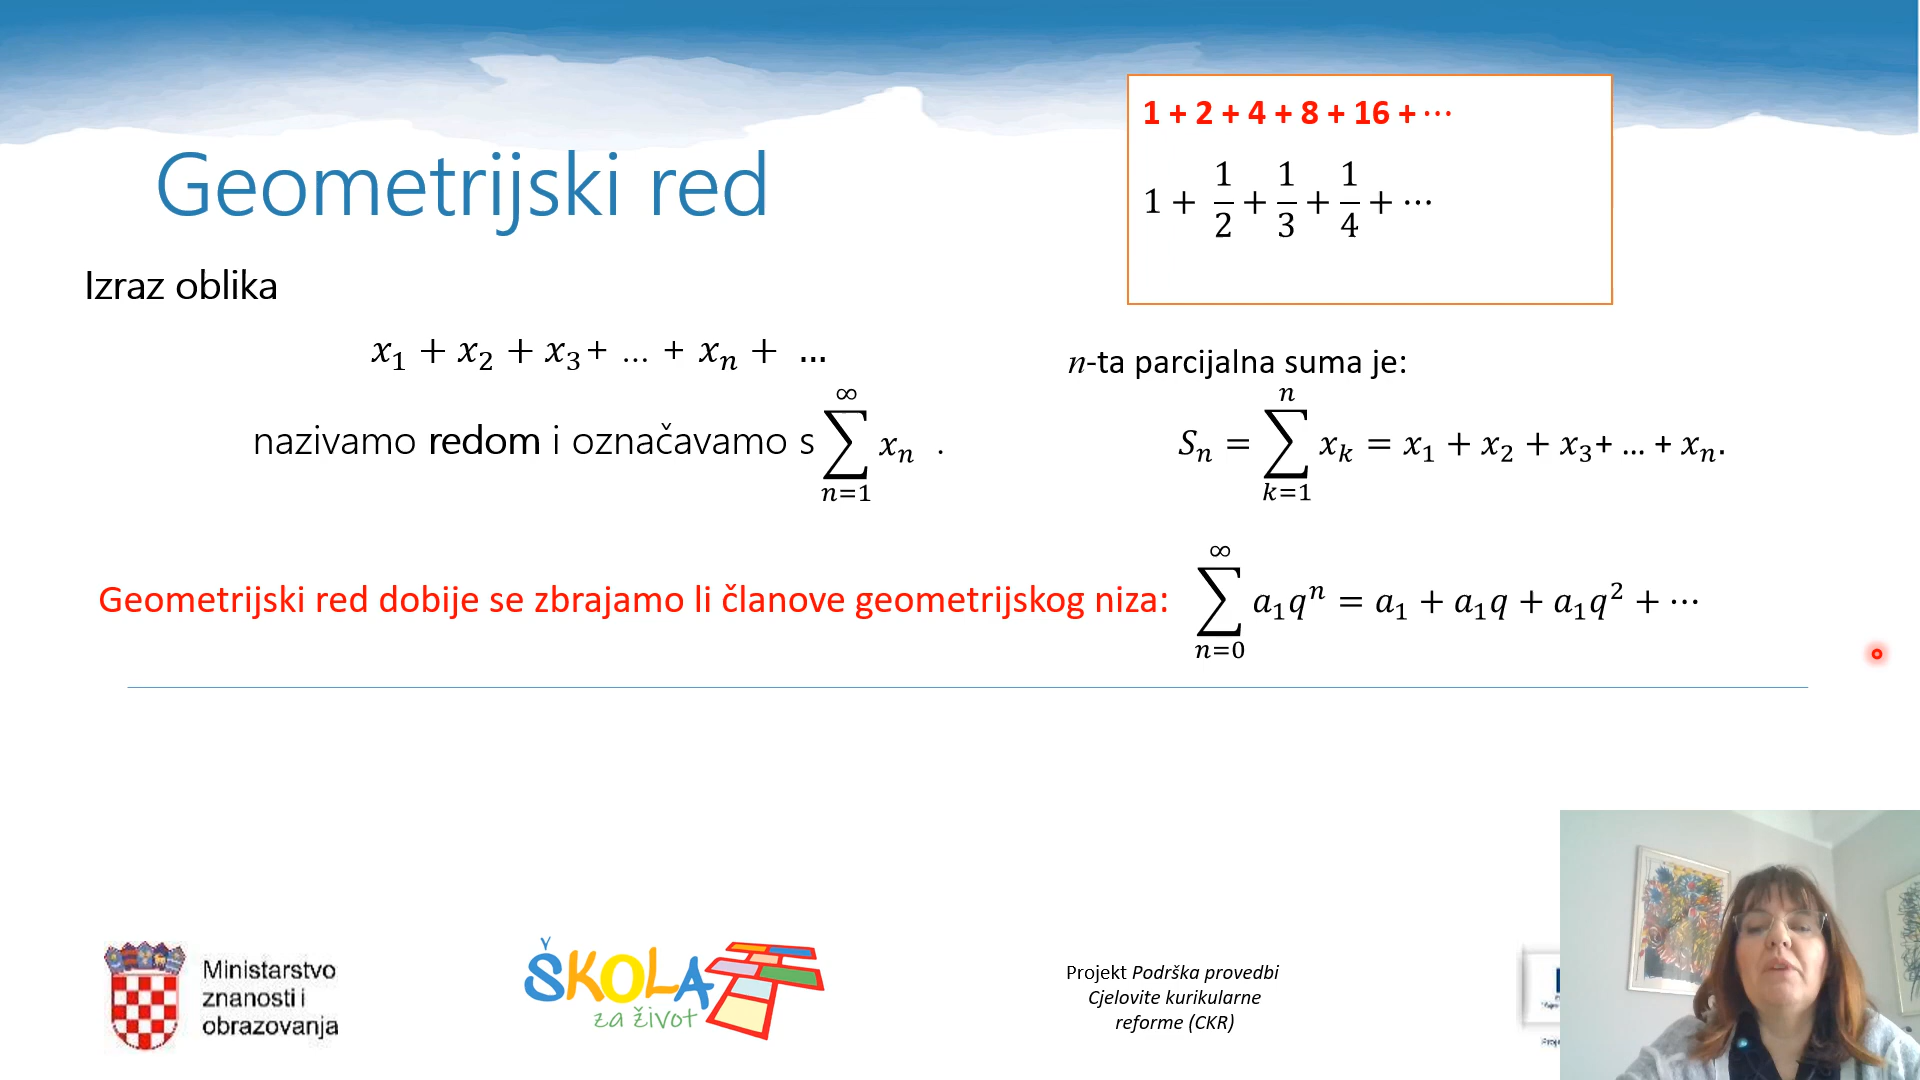 1 + 2 + 4 + 8 + 16 + ⋯
1 + 1/2 + 1/3 + 1/4 + ⋯
Geometrijski red
Izraz oblika
x₁ + x₂ + x₃ + … + xₙ + …
n-ta parcijalna suma je:
nazivamo redom i označavamo s ∑_{n=1}^{∞} xₙ .
Sₙ = ∑_{k=1}^{n} xₖ = x₁ + x₂ + x₃ + … + xₙ.
Geometrijski red dobije se zbrajamo li članove geometrijskog niza: ∑_{n=0}^{∞} a₁qⁿ = a₁ + a₁q + a₁q² + ⋯
Ministarstvo
znanosti i
obrazovanja
ŠKOLA
za život
Projekt Podrška provedbi
Cjelovite kurikularne
reforme (CKR)